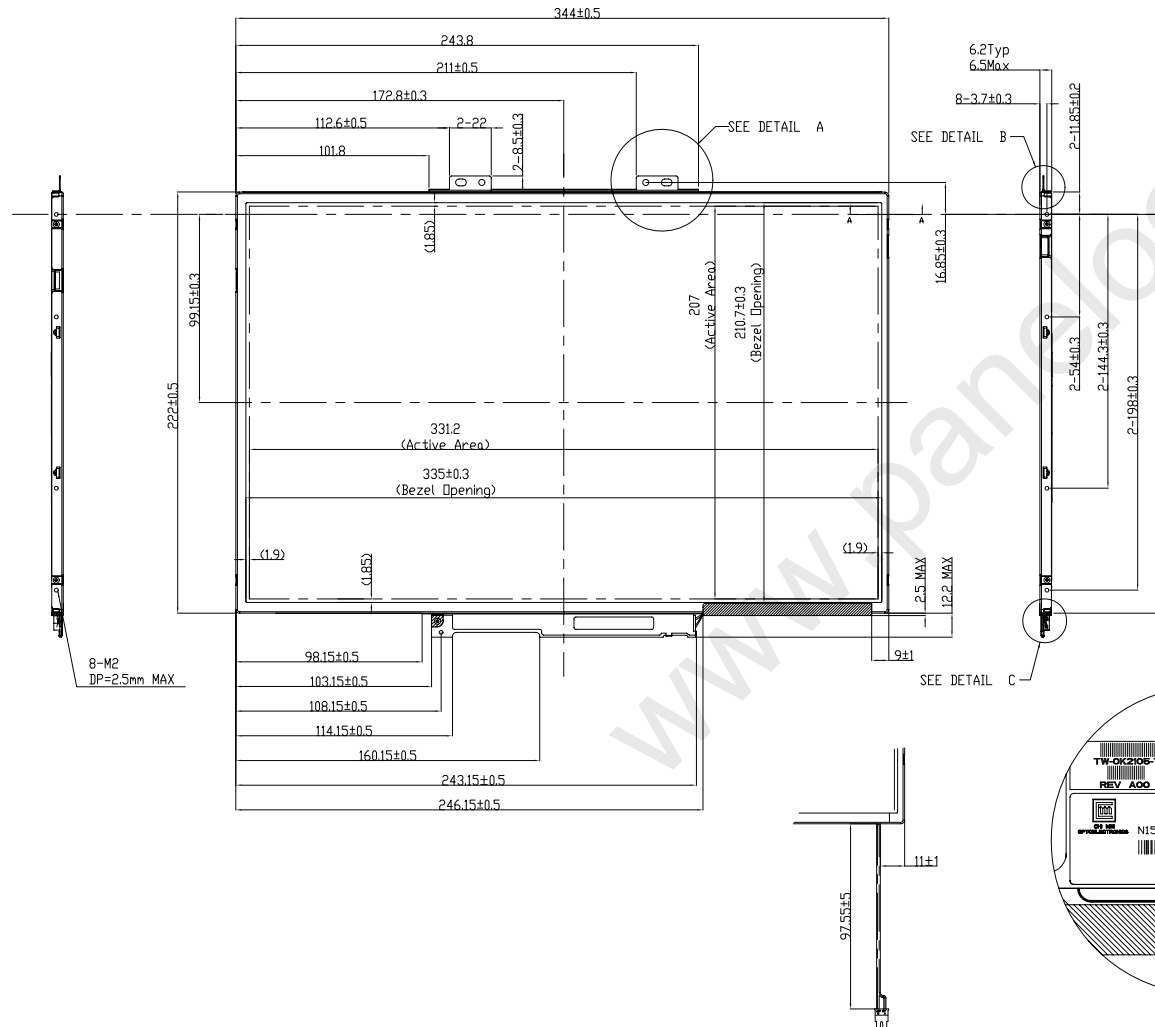 344±0.5
243.8
211±0.5
172.8±0.3
112.6±0.5
2-22
2-8.5±0.3
101.8
SEE DETAIL A
6.2Typ
6.5Max
8-3.7±0.3
SEE DETAIL B
2-11.85±0.2
A
A
16.85±0.3
(1.85)
99.15±0.3
222±0.5
207
(Active Area)
210.7±0.3
(Bezel Opening)
2-54±0.3
2-144.3±0.3
2-198±0.3
331.2
(Active Area)
335±0.3
(Bezel Opening)
(1.9)
(1.85)
(1.9)
2.5 MAX
12.2 MAX
8-M2
DP=2.5mm MAX
98.15±0.5
103.15±0.5
108.15±0.5
114.15±0.5
160.15±0.5
243.15±0.5
246.15±0.5
9±1
SEE DETAIL C
11±1
97.55±5
TW-0K2105-
REV A00
CHI MEI
OPTOELECTRONICS
N15
www.panelo